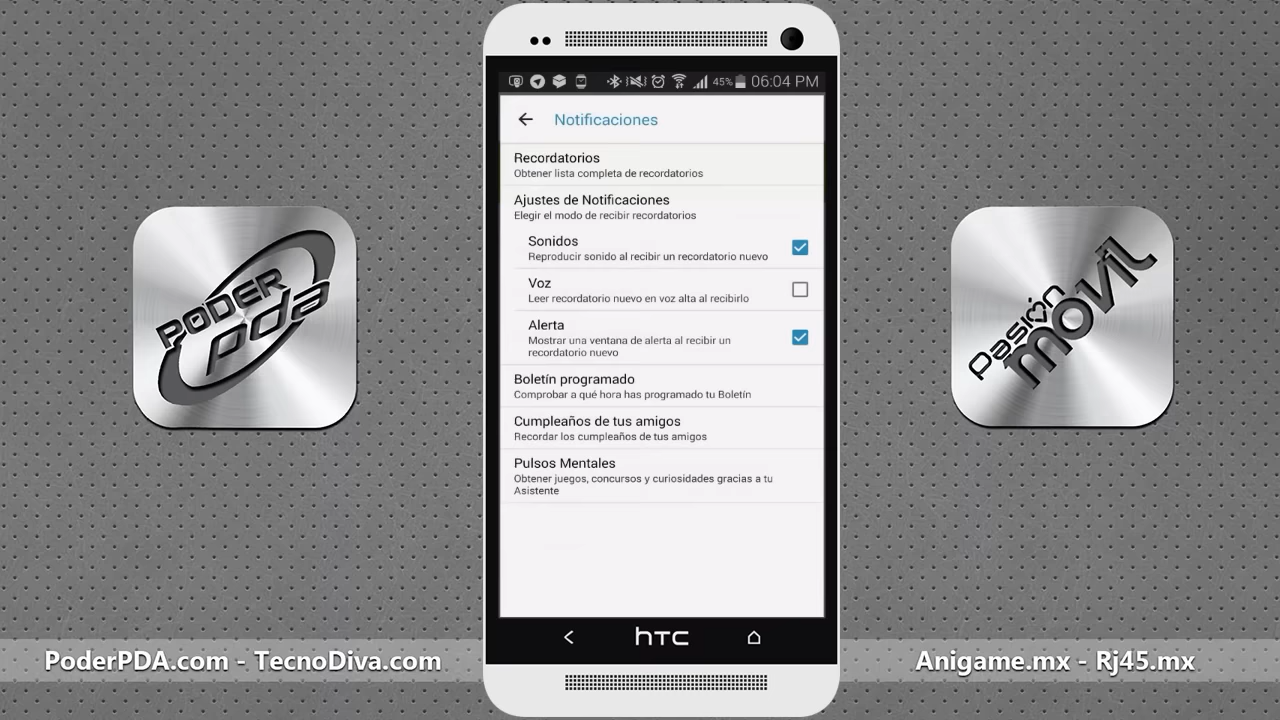 45% 06:04 PM
Notificaciones
Recordatorios
Obtener lista completa de recordatorios
Ajustes de Notificaciones
Elegir el modo de recibir recordatorios
Sonidos
Reproducir sonido al recibir un recordatorio nuevo
Voz
Leer recordatorio nuevo en voz alta al recibirlo
Alerta
Mostrar una ventana de alerta al recibir un
recordatorio nuevo
Boletín programado
Comprobar a qué hora has programado tu Boletín
Cumpleaños de tus amigos
Recordar los cumpleaños de tus amigos
Pulsos Mentales
Obtener juegos, concursos y curiosidades gracias a tu
Asistente
hTC
PODER
pda
Pasión
movil
PoderPDA.com - TecnoDiva.com
Anigame.mx - Rj45.mx